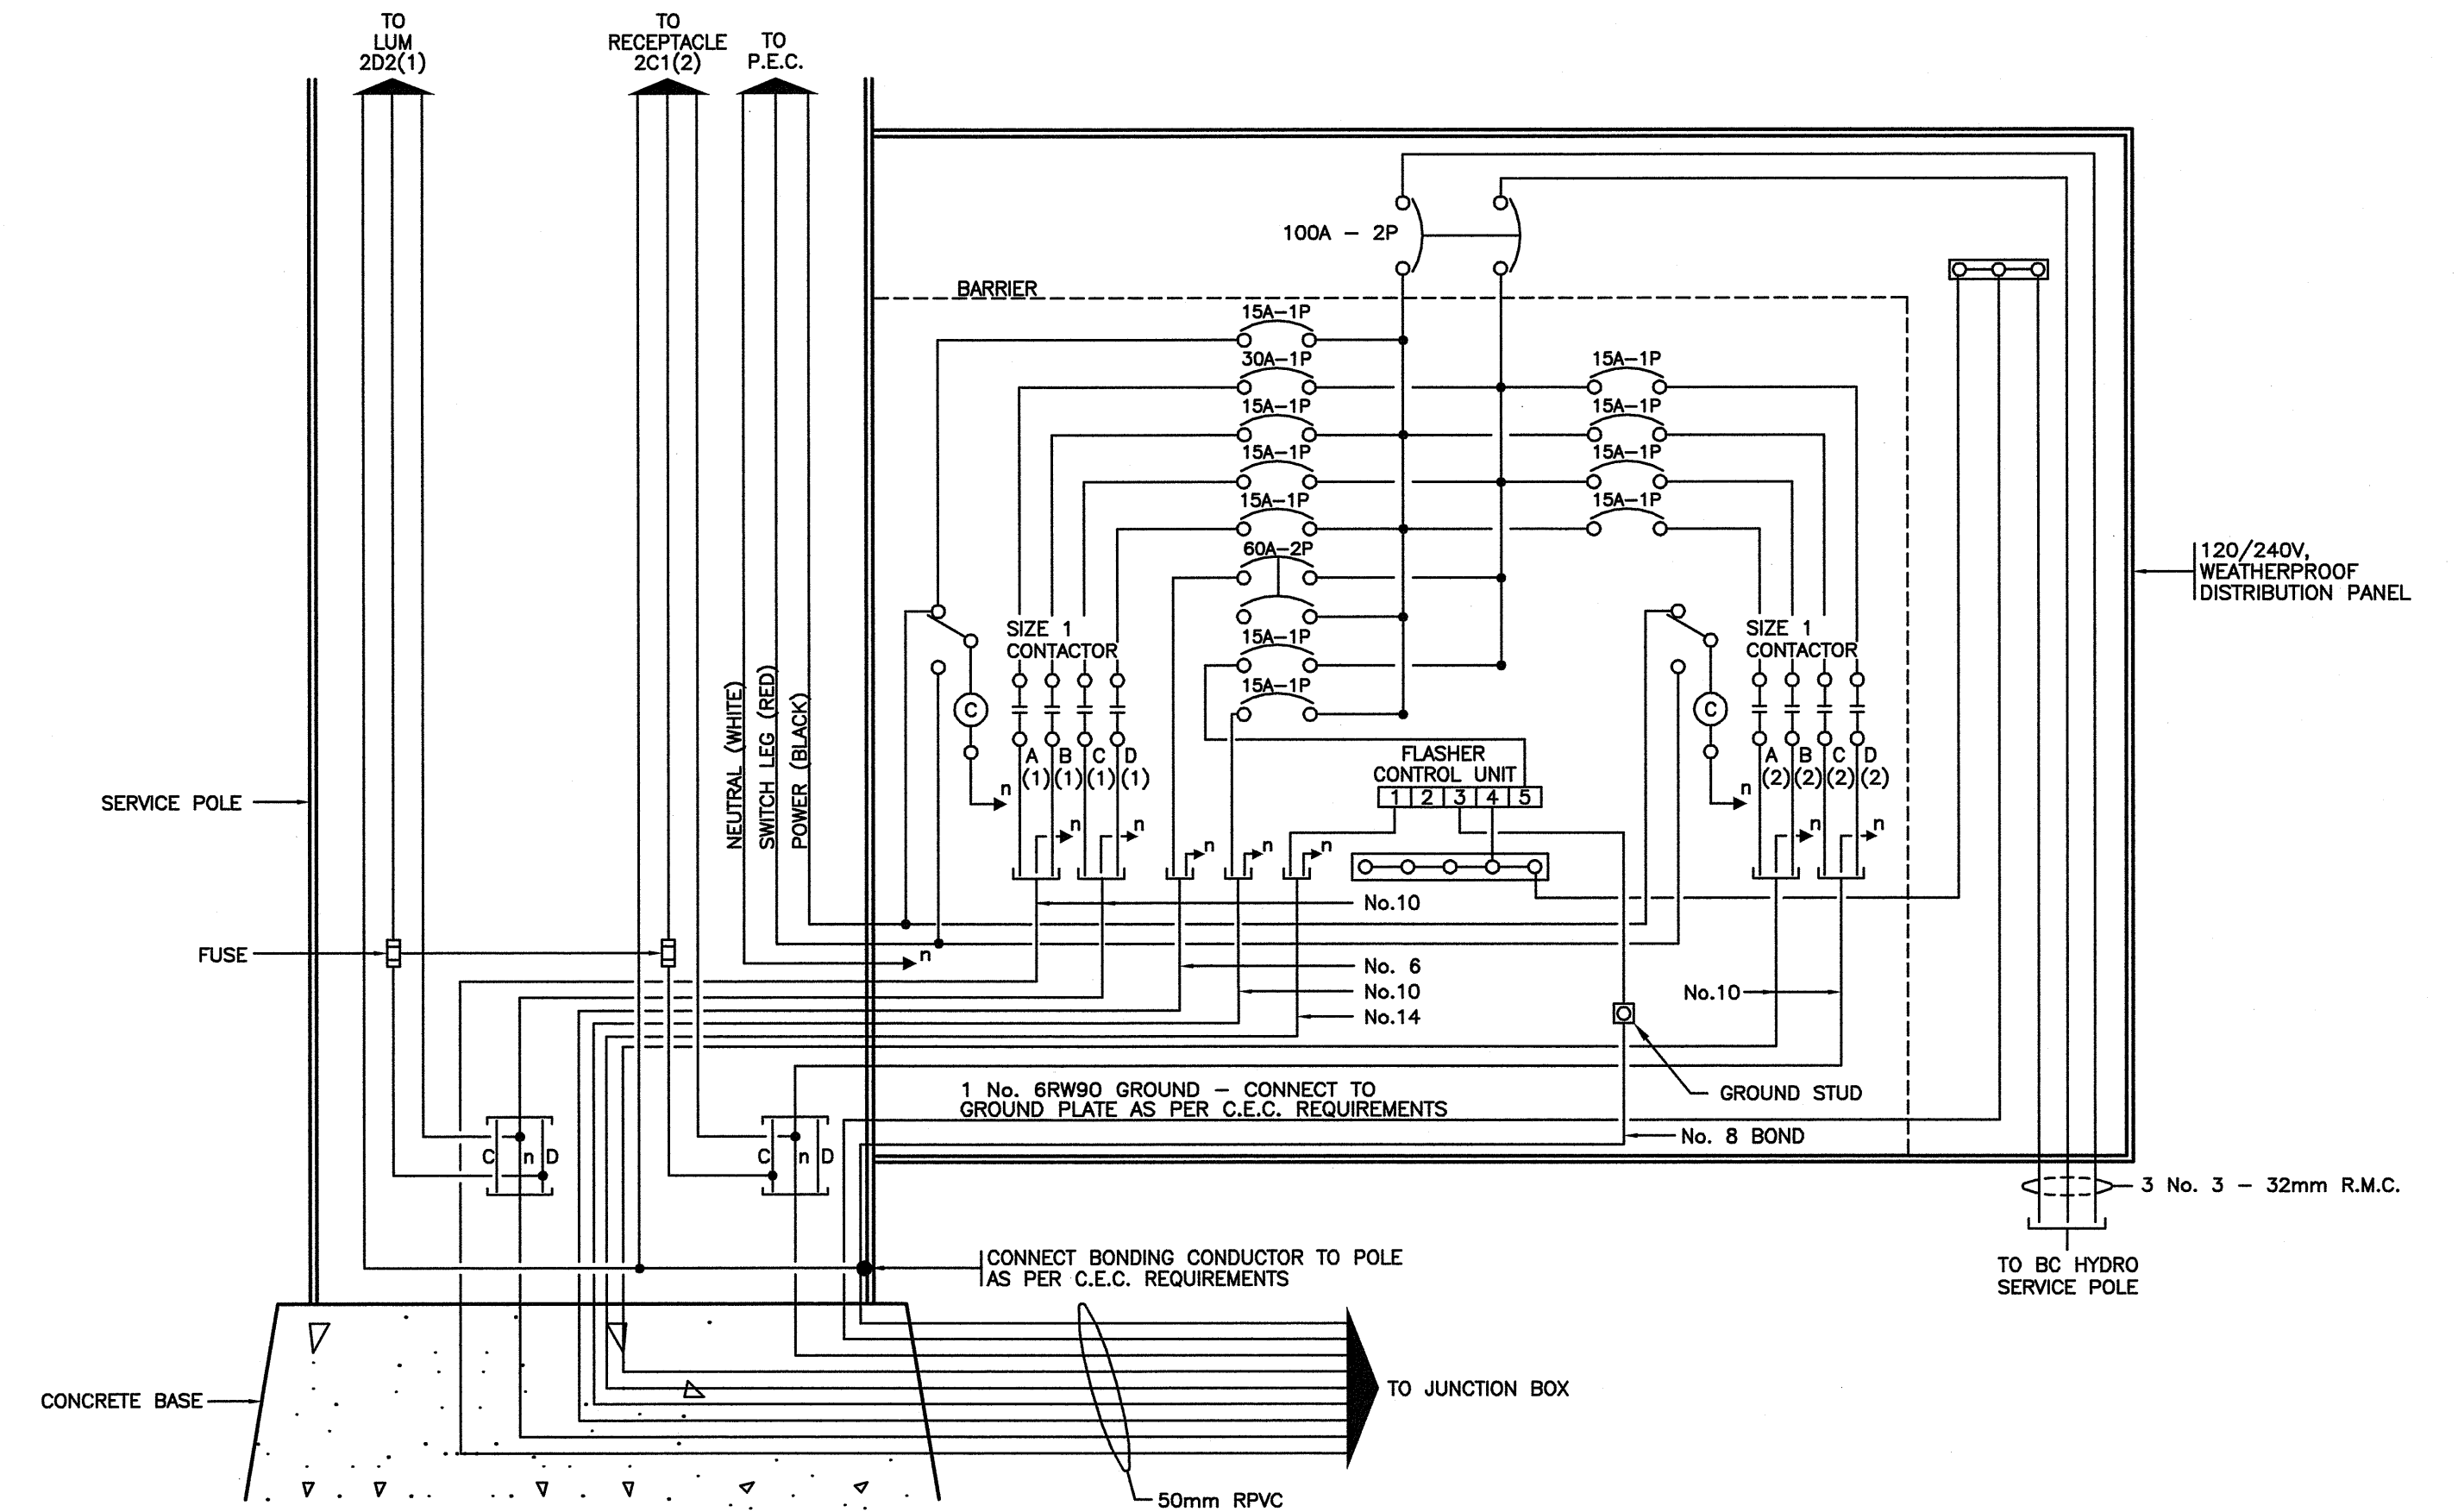 TO
LUM
2D2(1)
TO
RECEPTACLE
2C1(2)
TO
P.E.C.
100A – 2P
BARRIER
15A–1P
30A–1P
15A–1P
15A–1P
15A–1P
15A–1P
15A–1P
15A–1P
15A–1P
60A–2P
15A–1P
15A–1P
120/240V,
WEATHERPROOF
DISTRIBUTION PANEL
SIZE 1
CONTACTOR
SIZE 1
CONTACTOR
NEUTRAL (WHITE)
SWITCH LEG (RED)
POWER (BLACK)
C
C
A B C D
(1) (1) (1) (1)
A B C D
(2) (2) (2) (2)
FLASHER
CONTROL UNIT
1 2 3 4 5
SERVICE POLE
n
n
n
n
n
n
n
n
n
n
No.10
FUSE
No. 6
No.10
No.14
No.10
1 No. 6RW90 GROUND – CONNECT TO
GROUND PLATE AS PER C.E.C. REQUIREMENTS
GROUND STUD
No. 8 BOND
C n D
C n D
3 No. 3 – 32mm R.M.C.
CONNECT BONDING CONDUCTOR TO POLE
AS PER C.E.C. REQUIREMENTS
TO BC HYDRO
SERVICE POLE
CONCRETE BASE
TO JUNCTION BOX
50mm RPVC